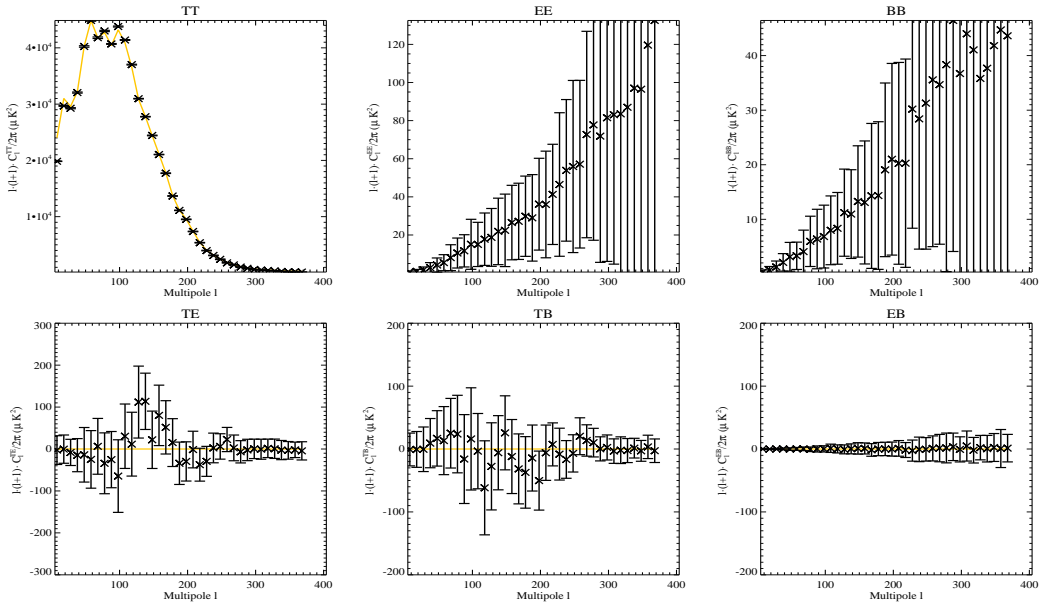 TT
EE
BB
4•10⁴
3•10⁴
2•10⁴
1•10⁴
l·(l+1)· C_l^TT/2π (μ K²)
100 200 300 400
Multipole l
120
100
80
60
40
20
l·(l+1)· C_l^EE/2π (μ K²)
100 200 300 400
Multipole l
40
30
20
10
l·(l+1)· C_l^BB/2π (μ K²)
100 200 300 400
Multipole l
TE
TB
EB
300
200
100
0
-100
-200
-300
l·(l+1)· C_l^TE/2π (μ K²)
100 200 300 400
Multipole l
200
100
0
-100
-200
l·(l+1)· C_l^TB/2π (μ K²)
100 200 300 400
Multipole l
200
100
0
-100
-200
l·(l+1)· C_l^EB/2π (μ K²)
100 200 300 400
Multipole l